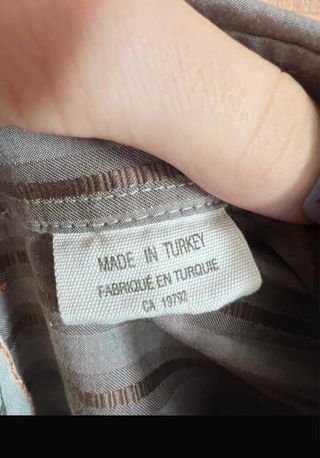 MADE IN TURKEY
FABRIQUÉ EN TURQUIE
CA 19792